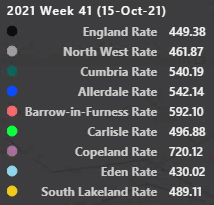 2021 Week 41 (15-Oct-21)
England Rate 449.38
North West Rate 461.87
Cumbria Rate 540.19
Allerdale Rate 542.14
Barrow-in-Furness Rate 592.10
Carlisle Rate 496.88
Copeland Rate 720.12
Eden Rate 430.02
South Lakeland Rate 489.11